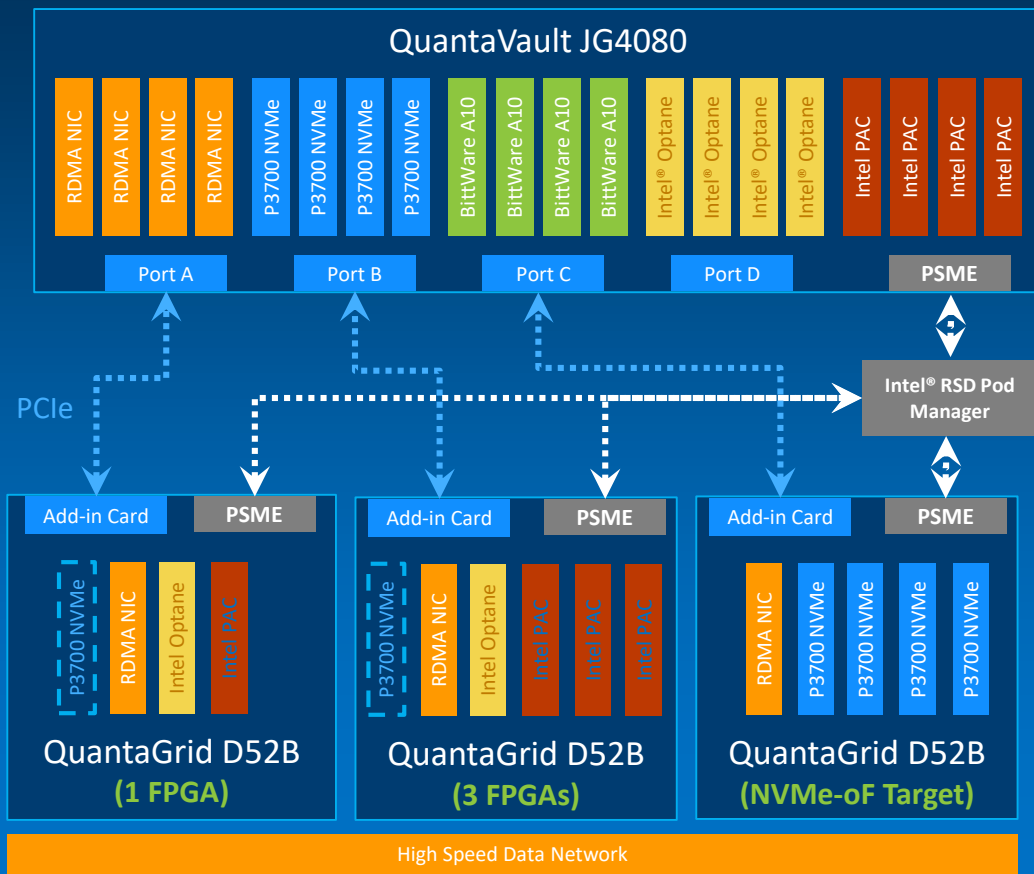 QuantaVault JG4080
RDMA NIC
RDMA NIC
RDMA NIC
RDMA NIC
P3700 NVMe
P3700 NVMe
P3700 NVMe
P3700 NVMe
BittWare A10
BittWare A10
BittWare A10
BittWare A10
Intel® Optane
Intel® Optane
Intel® Optane
Intel® Optane
Intel PAC
Intel PAC
Intel PAC
Intel PAC
Port A
Port B
Port C
Port D
PSME
PCIe
Intel® RSD Pod
Manager
Add-in Card
PSME
P3700 NVMe
RDMA NIC
Intel Optane
Intel PAC
QuantaGrid D52B
(1 FPGA)
Add-in Card
PSME
P3700 NVMe
RDMA NIC
Intel Optane
Intel PAC
Intel PAC
Intel PAC
QuantaGrid D52B
(3 FPGAs)
Add-in Card
PSME
RDMA NIC
P3700 NVMe
P3700 NVMe
P3700 NVMe
P3700 NVMe
QuantaGrid D52B
(NVMe-oF Target)
High Speed Data Network